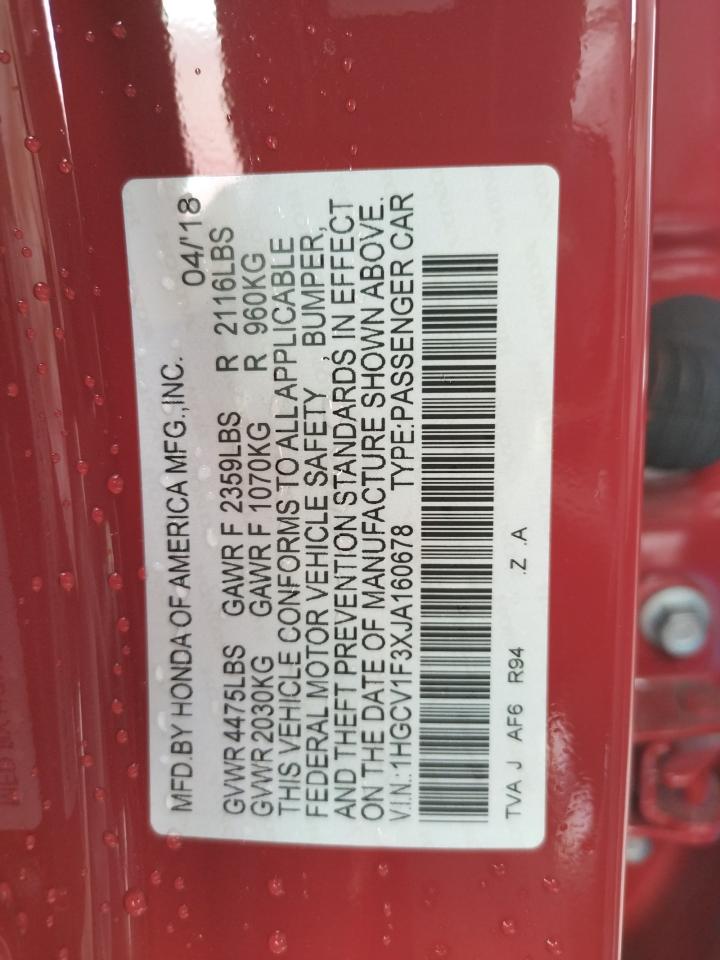 MFD.BY HONDA OF AMERICA MFG.,INC. 04/'18
GVWR 4475LBS GAWR F 2359LBS R 2116LBS
GVWR 2030KG GAWR F 1070KG R 960KG
THIS VEHICLE CONFORMS TO ALL APPLICABLE
FEDERAL MOTOR VEHICLE SAFETY BUMPER,
AND THEFT PREVENTION STANDARDS, IN EFFECT
ON THE DATE OF MANUFACTURE SHOWN ABOVE.
V.I.N.:1HGCV1F3XJA160678 TYPE:PASSENGER CAR
TVA J AF6 R94 .Z .A